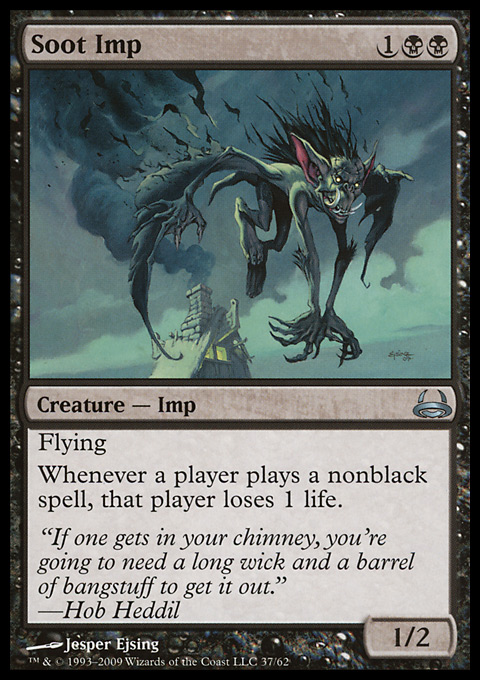 Soot Imp 1
Creature — Imp
Flying
Whenever a player plays a nonblack
spell, that player loses 1 life.
“If one gets in your chimney, you’re
going to need a long wick and a barrel
of bangstuff to get it out.”
—Hob Heddil
Jesper Ejsing
1/2
™ & © 1993–2009 Wizards of the Coast LLC 37/62